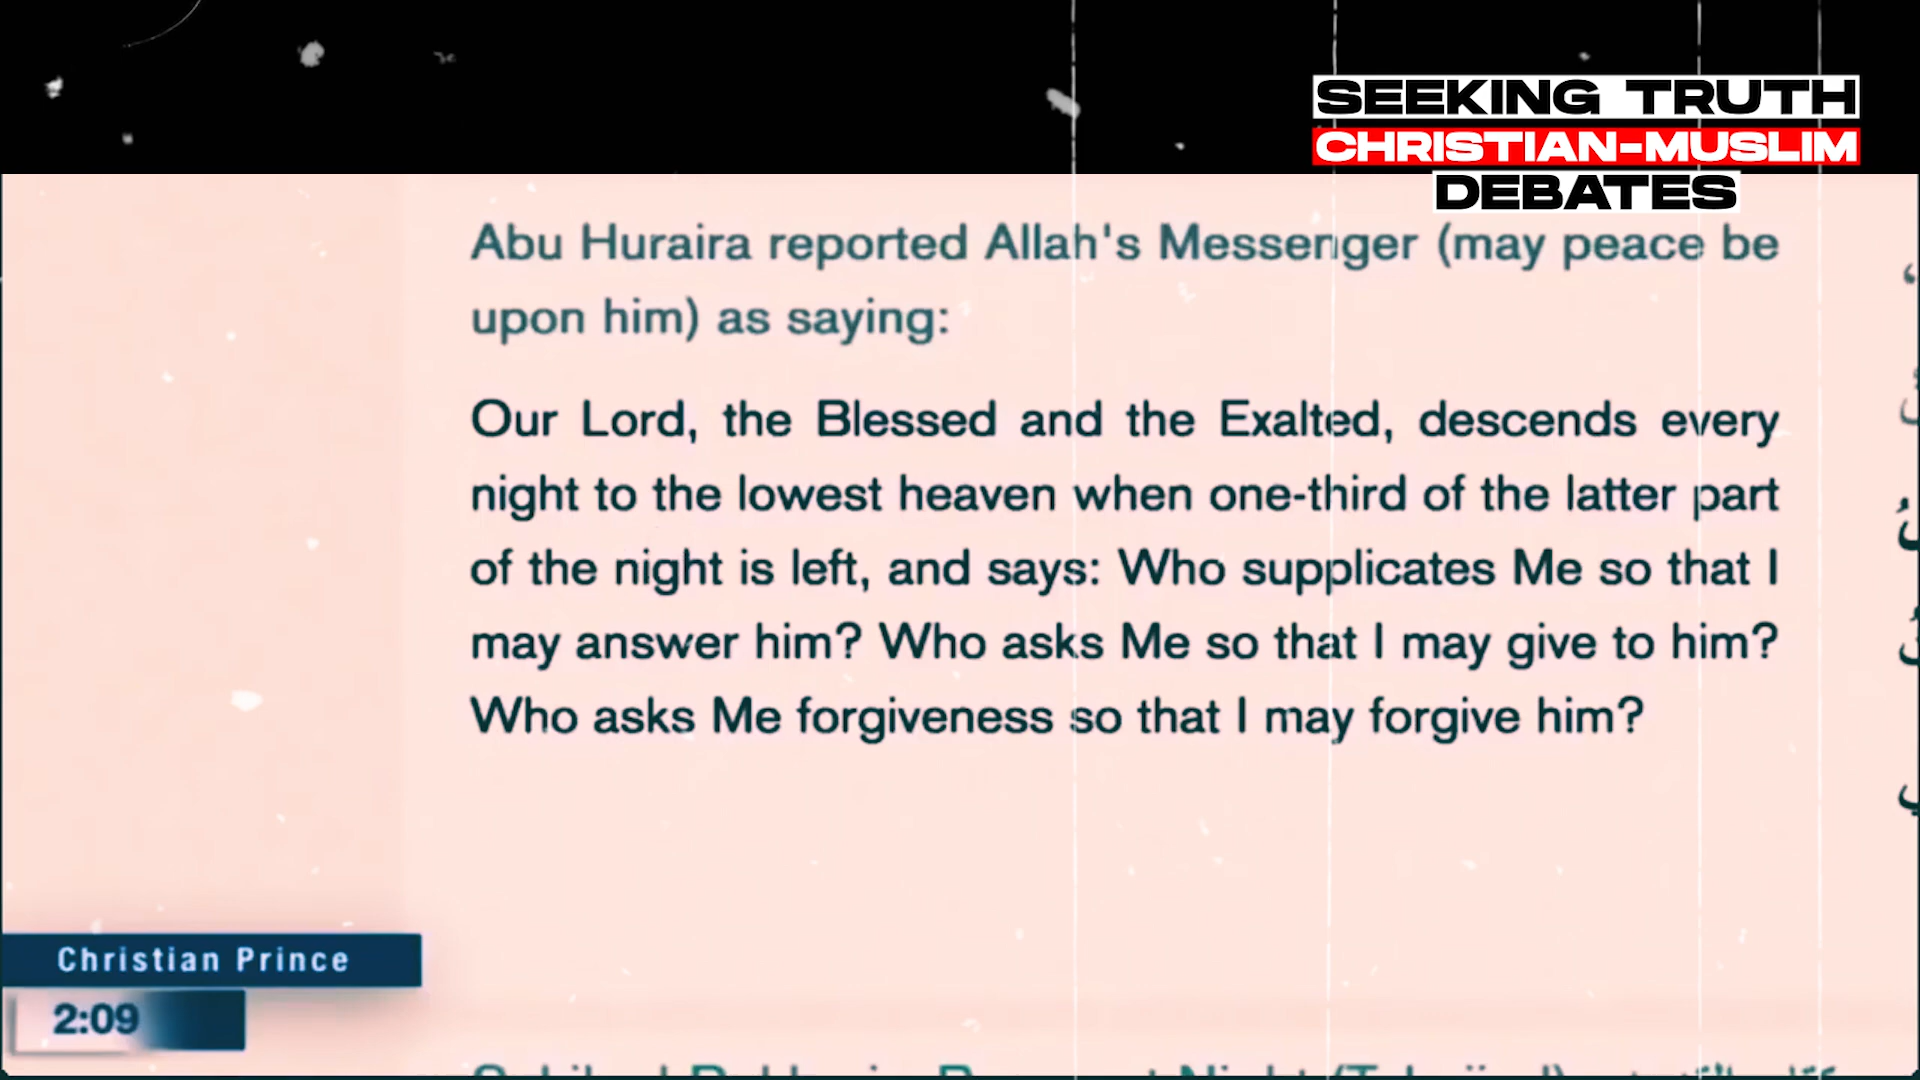 SEEKING TRUTH
CHRISTIAN-MUSLIM
DEBATES
Abu Huraira reported Allah's Messenger (may peace be
upon him) as saying:
Our Lord, the Blessed and the Exalted, descends every
night to the lowest heaven when one-third of the latter part
of the night is left, and says: Who supplicates Me so that I
may answer him? Who asks Me so that I may give to him?
Who asks Me forgiveness so that I may forgive him?
Christian Prince
2:09